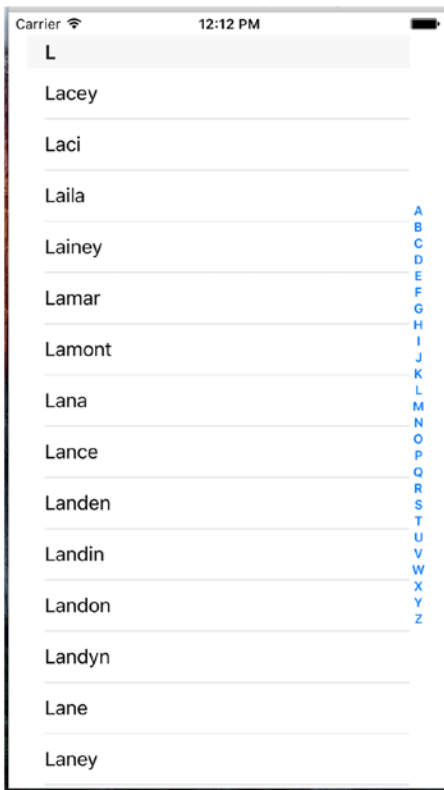 Carrier 12:12 PM
L
Lacey
Laci
Laila
Lainey
Lamar
Lamont
Lana
Lance
Landen
Landin
Landon
Landyn
Lane
Laney
A
B
C
D
E
F
G
H
I
J
K
L
M
N
O
P
Q
R
S
T
U
V
W
X
Y
Z